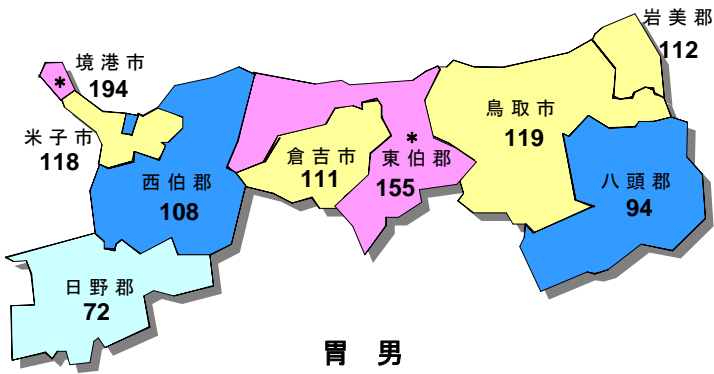 岩美郡
112
境港市
*
194
鳥取市
119
米子市
118
*
倉吉市
111
東伯郡
155
西伯郡
108
八頭郡
94
日野郡
72
胃 男